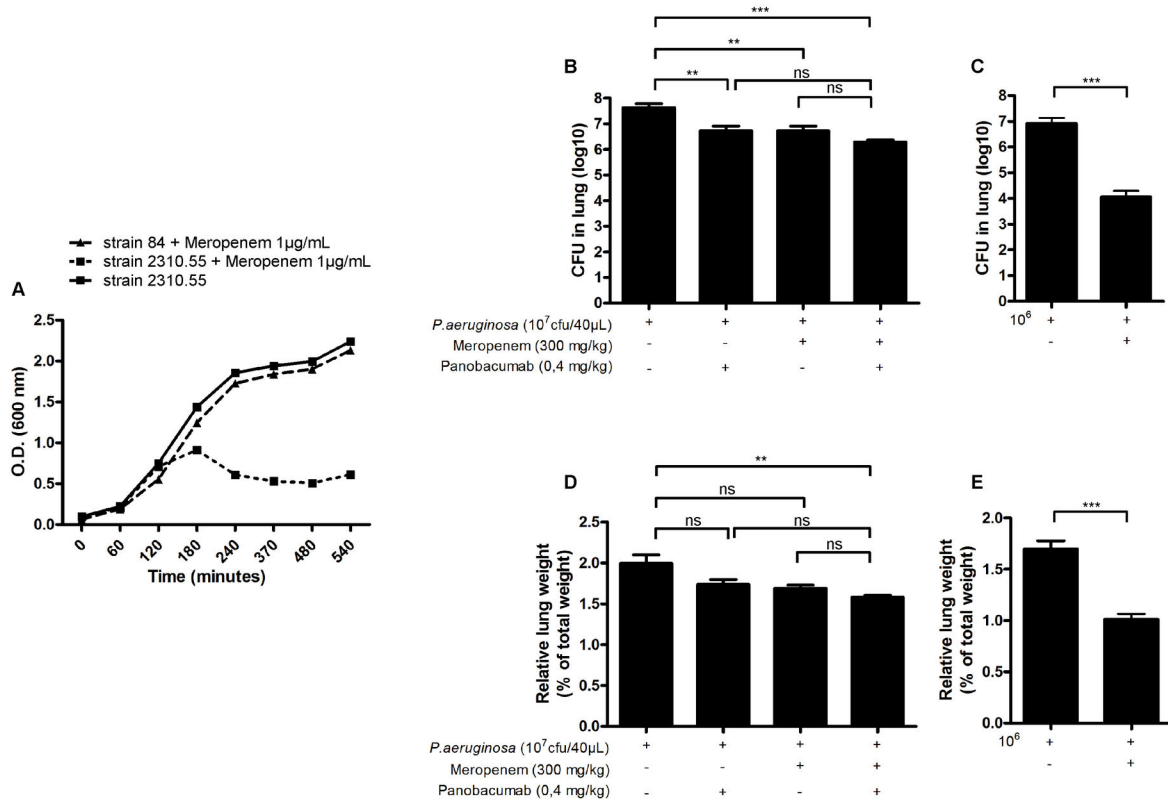 A
strain 84 + Meropenem 1µg/mL
strain 2310.55 + Meropenem 1µg/mL
strain 2310.55
O.D. (600 nm)
2.5
2.0
1.5
1.0
0.5
0.0
0 60 120 180 240 370 480 540
Time (minutes)
B
***
**
** ns
ns
CFU in lung (log10)
8
7
6
5
4
3
2
1
0
P.aeruginosa (10⁷cfu/40µL) + + + +
Meropenem (300 mg/kg) - - + +
Panobacumab (0,4 mg/kg) - + - +
C
***
CFU in lung (log10)
8
7
6
5
4
3
2
1
0
10⁶ + +
- +
D
**
ns
ns ns
ns
Relative lung weight
(% of total weight)
2.5
2.0
1.5
1.0
0.5
0.0
P.aeruginosa (10⁷cfu/40µL) + + + +
Meropenem (300 mg/kg) - - + +
Panobacumab (0,4 mg/kg) - + - +
E
***
Relative lung weight
(% of total weight)
2.0
1.5
1.0
0.5
0.0
10⁶ + +
- +